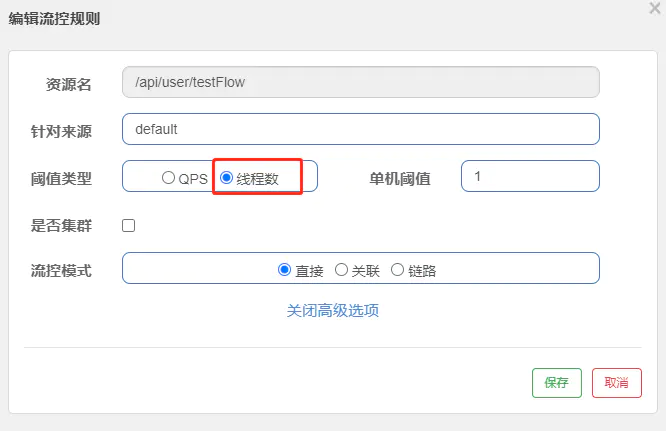 编辑流控规则 ×
资源名 /api/user/testFlow
针对来源 default
阈值类型 QPS 线程数 单机阈值 1
是否集群
流控模式 直接 关联 链路
关闭高级选项
保存 取消